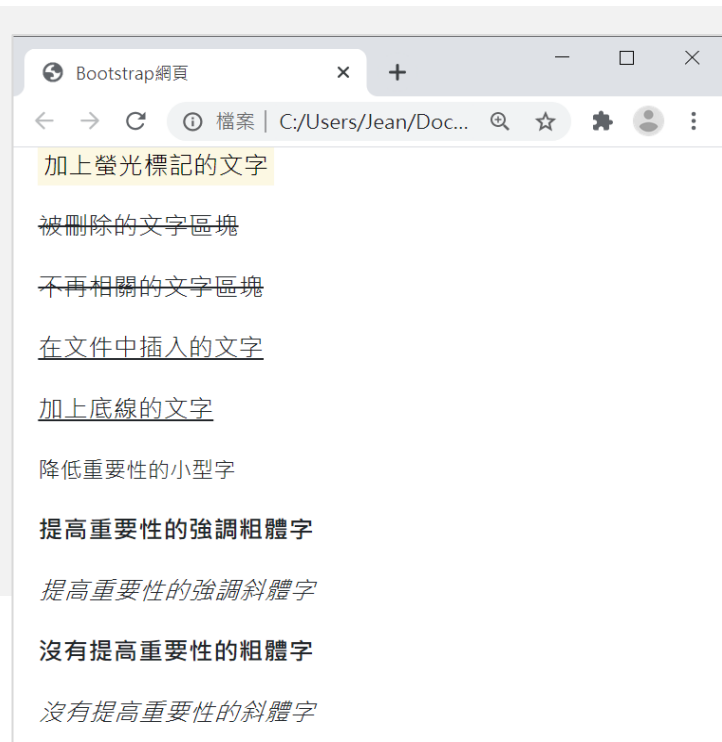 Bootstrap網頁
檔案 | C:/Users/Jean/Doc...
加上螢光標記的文字
被刪除的文字區塊
不再相關的文字區塊
在文件中插入的文字
加上底線的文字
降低重要性的小型字
提高重要性的強調粗體字
提高重要性的強調斜體字
沒有提高重要性的粗體字
沒有提高重要性的斜體字